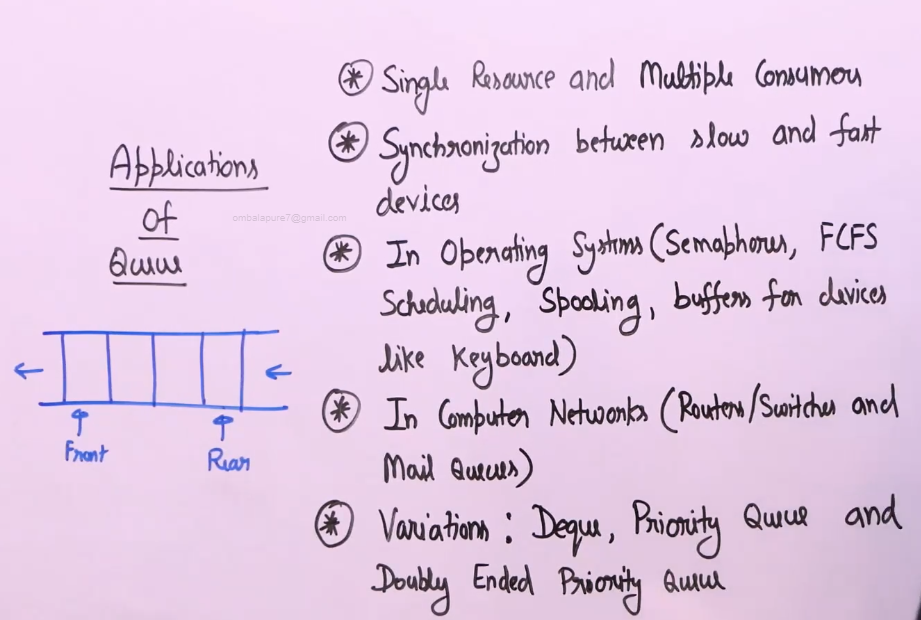 Applications
Of
Queue
ombalapure7@gmail.com
Front
Rear
* Single Resource and Multiple Consumers
* Synchronization between slow and fast
devices
* In Operating Systems (Semaphores, FCFS
Scheduling, Spooling, buffers for devices
like Keyboard)
* In Computer Networks (Routers/Switches and
Mail Queues)
* Variations : Deque, Priority Queue and
Doubly Ended Priority Queue